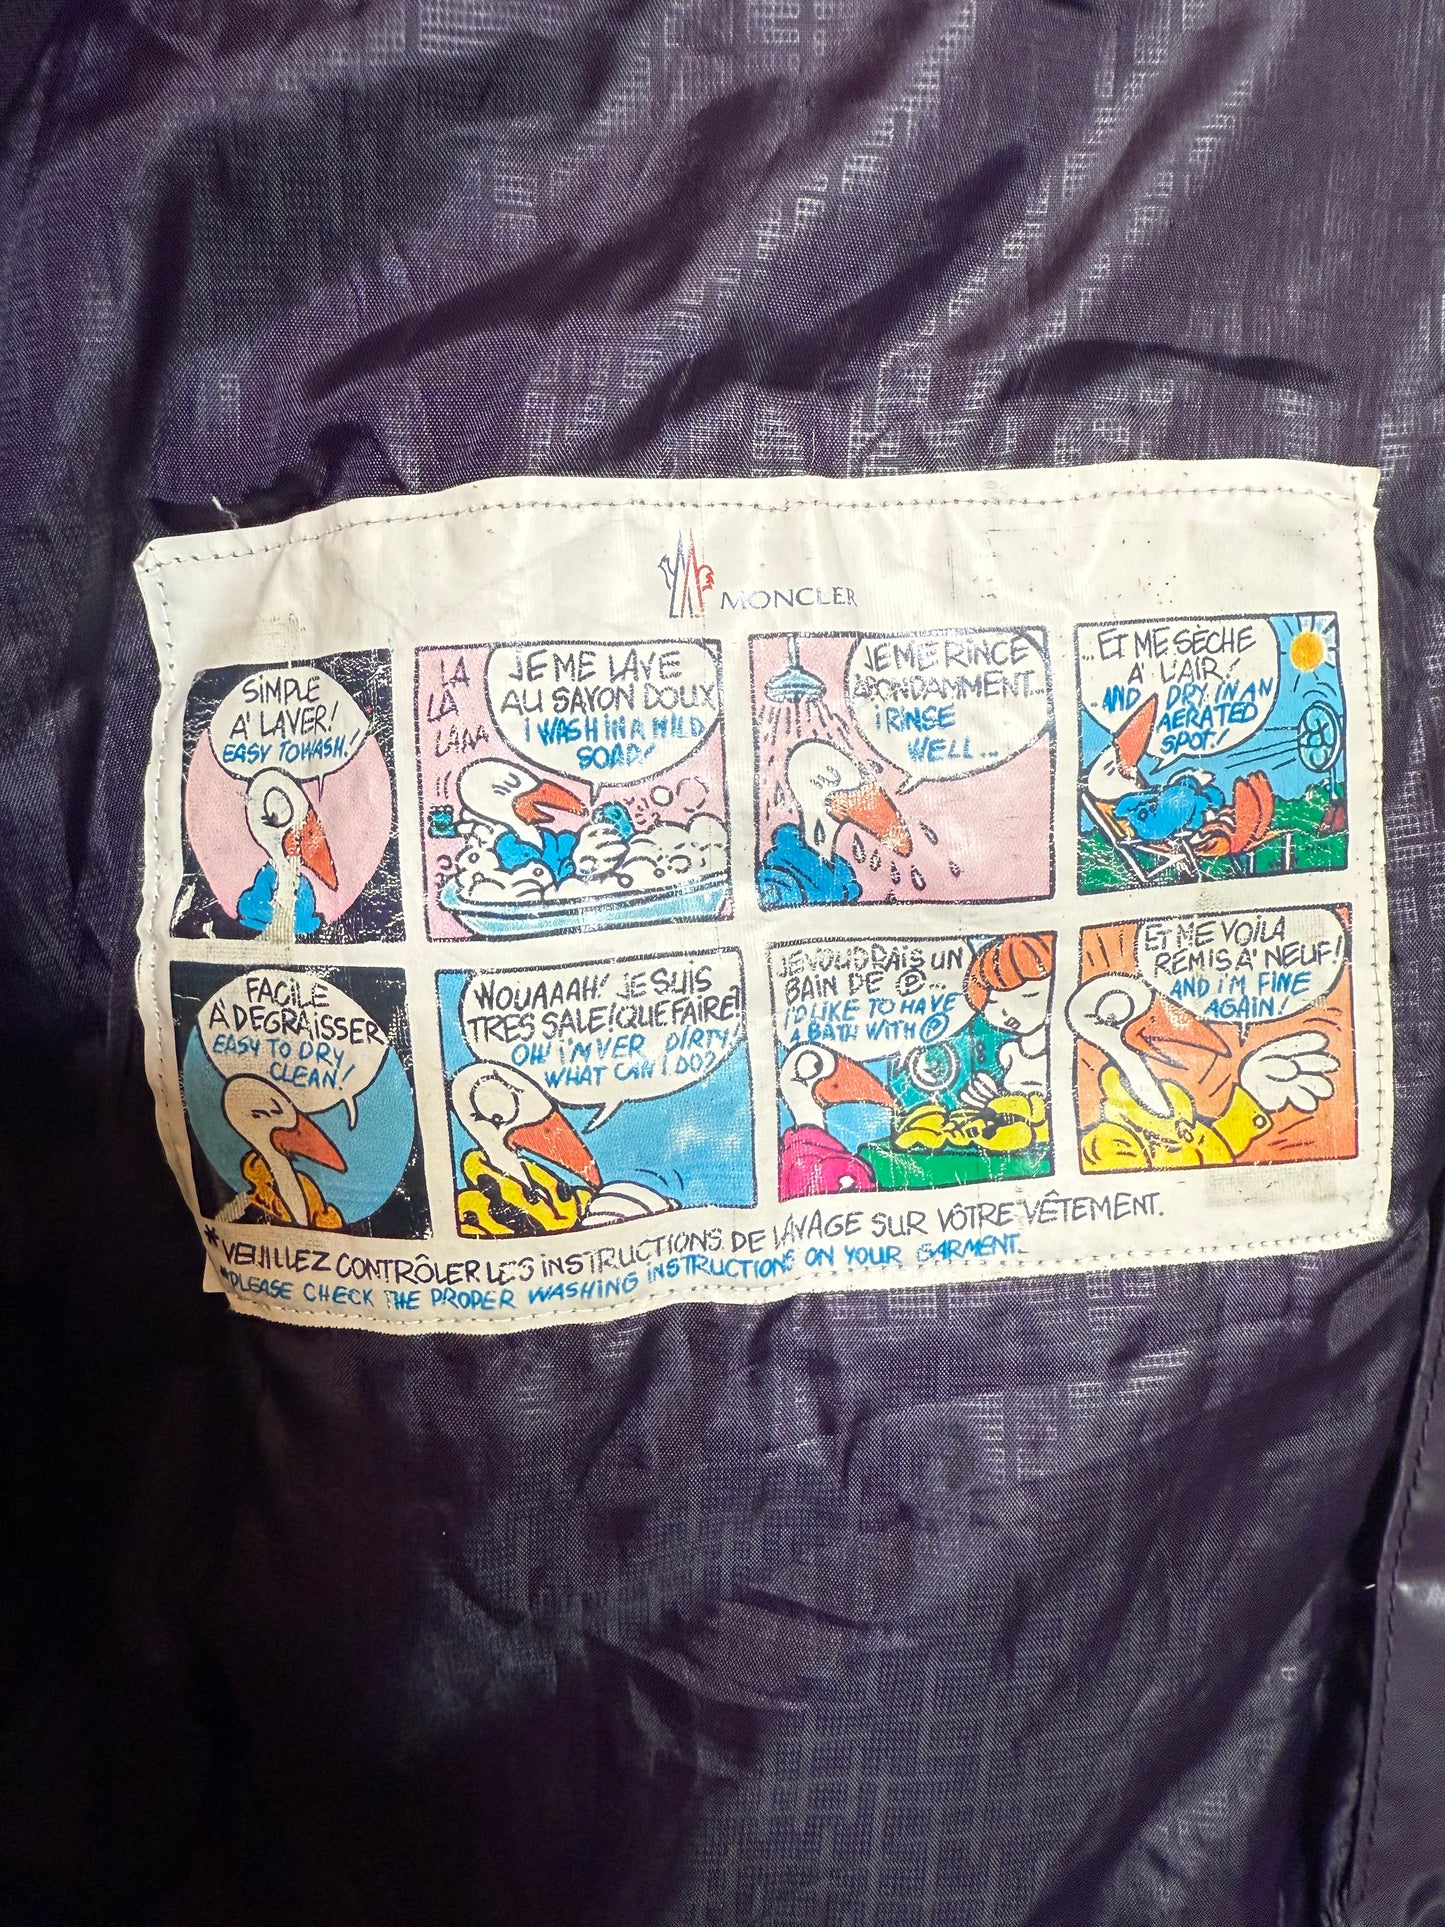 MONCLER
SIMPLE
A' LAVER!
EASY TO WASH!
LA
LA
LAAA
JE ME LAVE
AU SAVON DOUX
I WASH IN A MILD
SOAP!
JE ME RINCE
ABONDAMMENT...
I RINSE
WELL...
... ET ME SÈCHE
A' L'AIR!
... AND DRY IN AN
AERATED
SPOT!
FACILE
A' DEGRAISSER
EASY TO DRY
CLEAN!
WOUAAAH! JE SUIS
TRES SALE! QUE FAIRE?
OH! I'M VER DIRTY!
WHAT CAN I DO?
JE VOUDRAIS UN
BAIN DE Ⓟ...
I'D LIKE TO HAVE
A BATH WITH Ⓟ
ET ME VOILA
REMIS A' NEUF!
AND I'M FINE
AGAIN!
* VEUILLEZ CONTRÔLER LES INSTRUCTIONS DE LAVAGE SUR VÔTRE VÊTEMENT.
* PLEASE CHECK THE PROPER WASHING INSTRUCTIONS ON YOUR GARMENT.